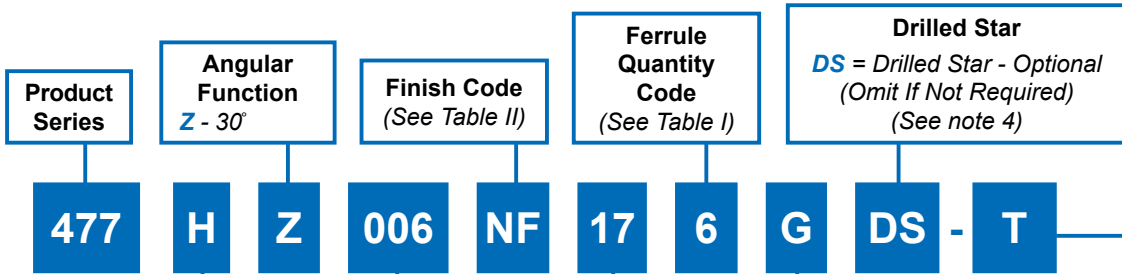 Product
Series
Angular
Function
Z - 30°
Finish Code
(See Table II)
Ferrule
Quantity
Code
(See Table I)
Drilled Star
DS = Drilled Star - Optional
(Omit If Not Required)
(See note 4)
477 H Z 006 NF 17 6 G DS - T